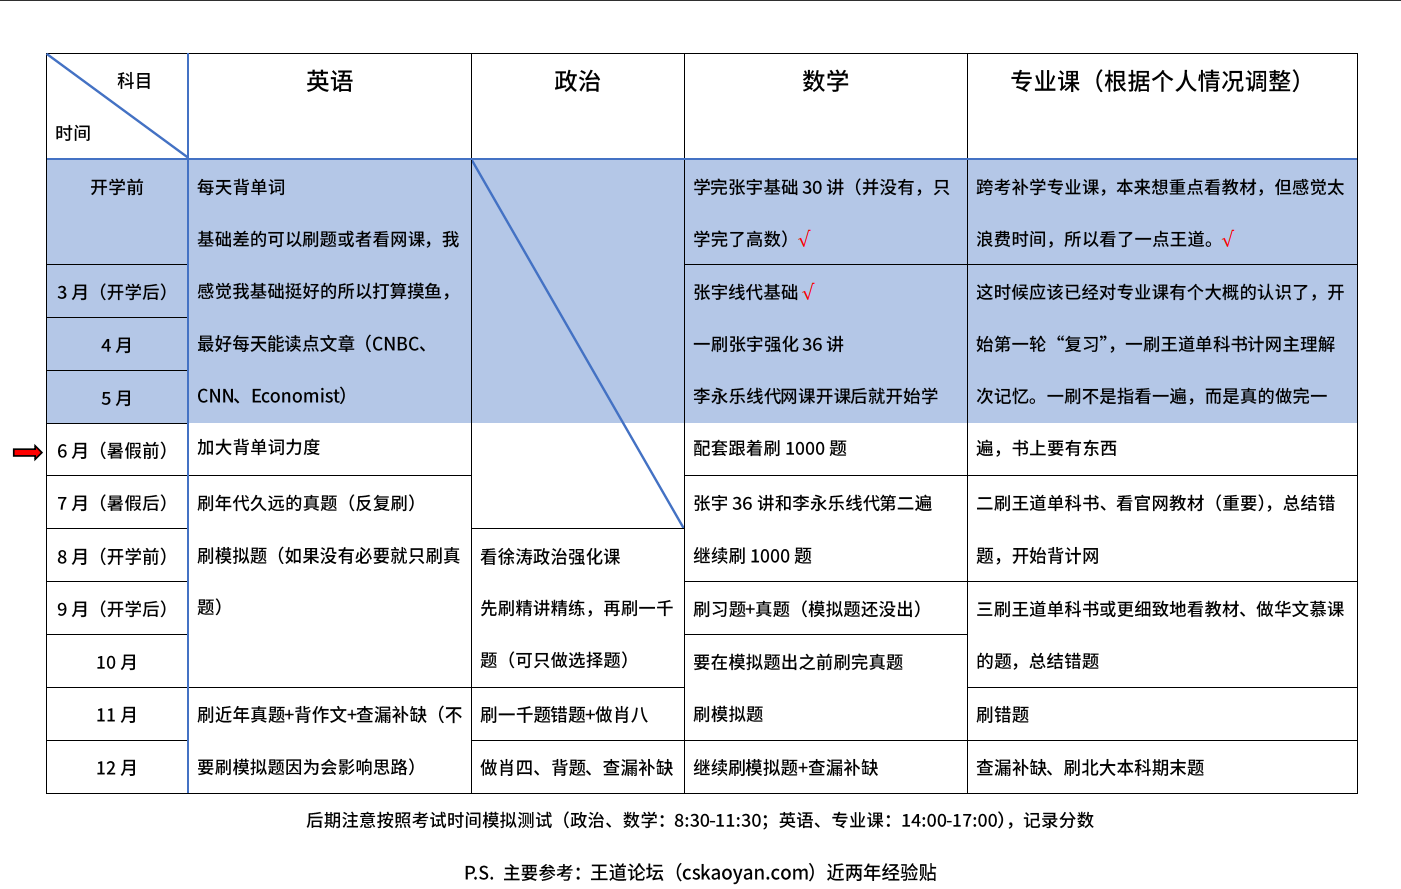 科目
时间
英语
政治
数学
专业课（根据个人情况调整）
开学前
3 月（开学后）
4 月
5 月
6 月（暑假前）
7 月（暑假后）
8 月（开学前）
9 月（开学后）
10 月
11 月
12 月
每天背单词
基础差的可以刷题或者看网课，我
感觉我基础挺好的所以打算摸鱼，
最好每天能读点文章（CNBC、
CNN、Economist）
加大背单词力度
刷年代久远的真题（反复刷）
刷模拟题（如果没有必要就只刷真
题）
刷近年真题+背作文+查漏补缺（不
要刷模拟题因为会影响思路）
看徐涛政治强化课
先刷精讲精练，再刷一千
题（可只做选择题）
刷一千题错题+做肖八
做肖四、背题、查漏补缺
学完张宇基础 30 讲（并没有，只
学完了高数）√
张宇线代基础 √
一刷张宇强化 36 讲
李永乐线代网课开课后就开始学
配套跟着刷 1000 题
张宇 36 讲和李永乐线代第二遍
继续刷 1000 题
刷习题+真题（模拟题还没出）
要在模拟题出之前刷完真题
刷模拟题
继续刷模拟题+查漏补缺
跨考补学专业课，本来想重点看教材，但感觉太
浪费时间，所以看了一点王道。√
这时候应该已经对专业课有个大概的认识了，开
始第一轮“复习”，一刷王道单科书计网主理解
次记忆。一刷不是指看一遍，而是真的做完一
遍，书上要有东西
二刷王道单科书、看官网教材（重要），总结错
题，开始背计网
三刷王道单科书或更细致地看教材、做华文慕课
的题，总结错题
刷错题
查漏补缺、刷北大本科期末题
后期注意按照考试时间模拟测试（政治、数学：8:30-11:30；英语、专业课：14:00-17:00），记录分数
P.S. 主要参考：王道论坛（cskaoyan.com）近两年经验贴